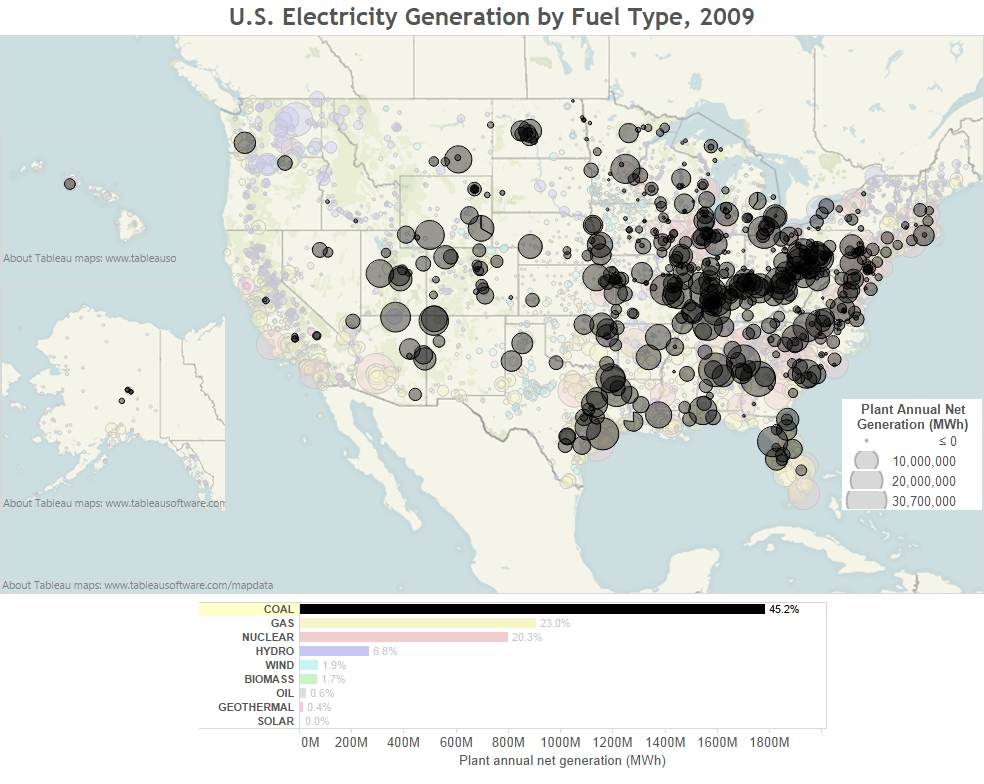 U.S. Electricity Generation by Fuel Type, 2009
About Tableau maps: www.tableauso
Plant Annual Net
Generation (MWh)
≤ 0
10,000,000
20,000,000
30,700,000
About Tableau maps: www.tableausoftware.com
About Tableau maps: www.tableausoftware.com/mapdata
COAL 45.2%
GAS 23.0%
NUCLEAR 20.3%
HYDRO 6.8%
WIND 1.9%
BIOMASS 1.7%
OIL 0.6%
GEOTHERMAL 0.4%
SOLAR 0.0%
0M 200M 400M 600M 800M 1000M 1200M 1400M 1600M 1800M
Plant annual net generation (MWh)